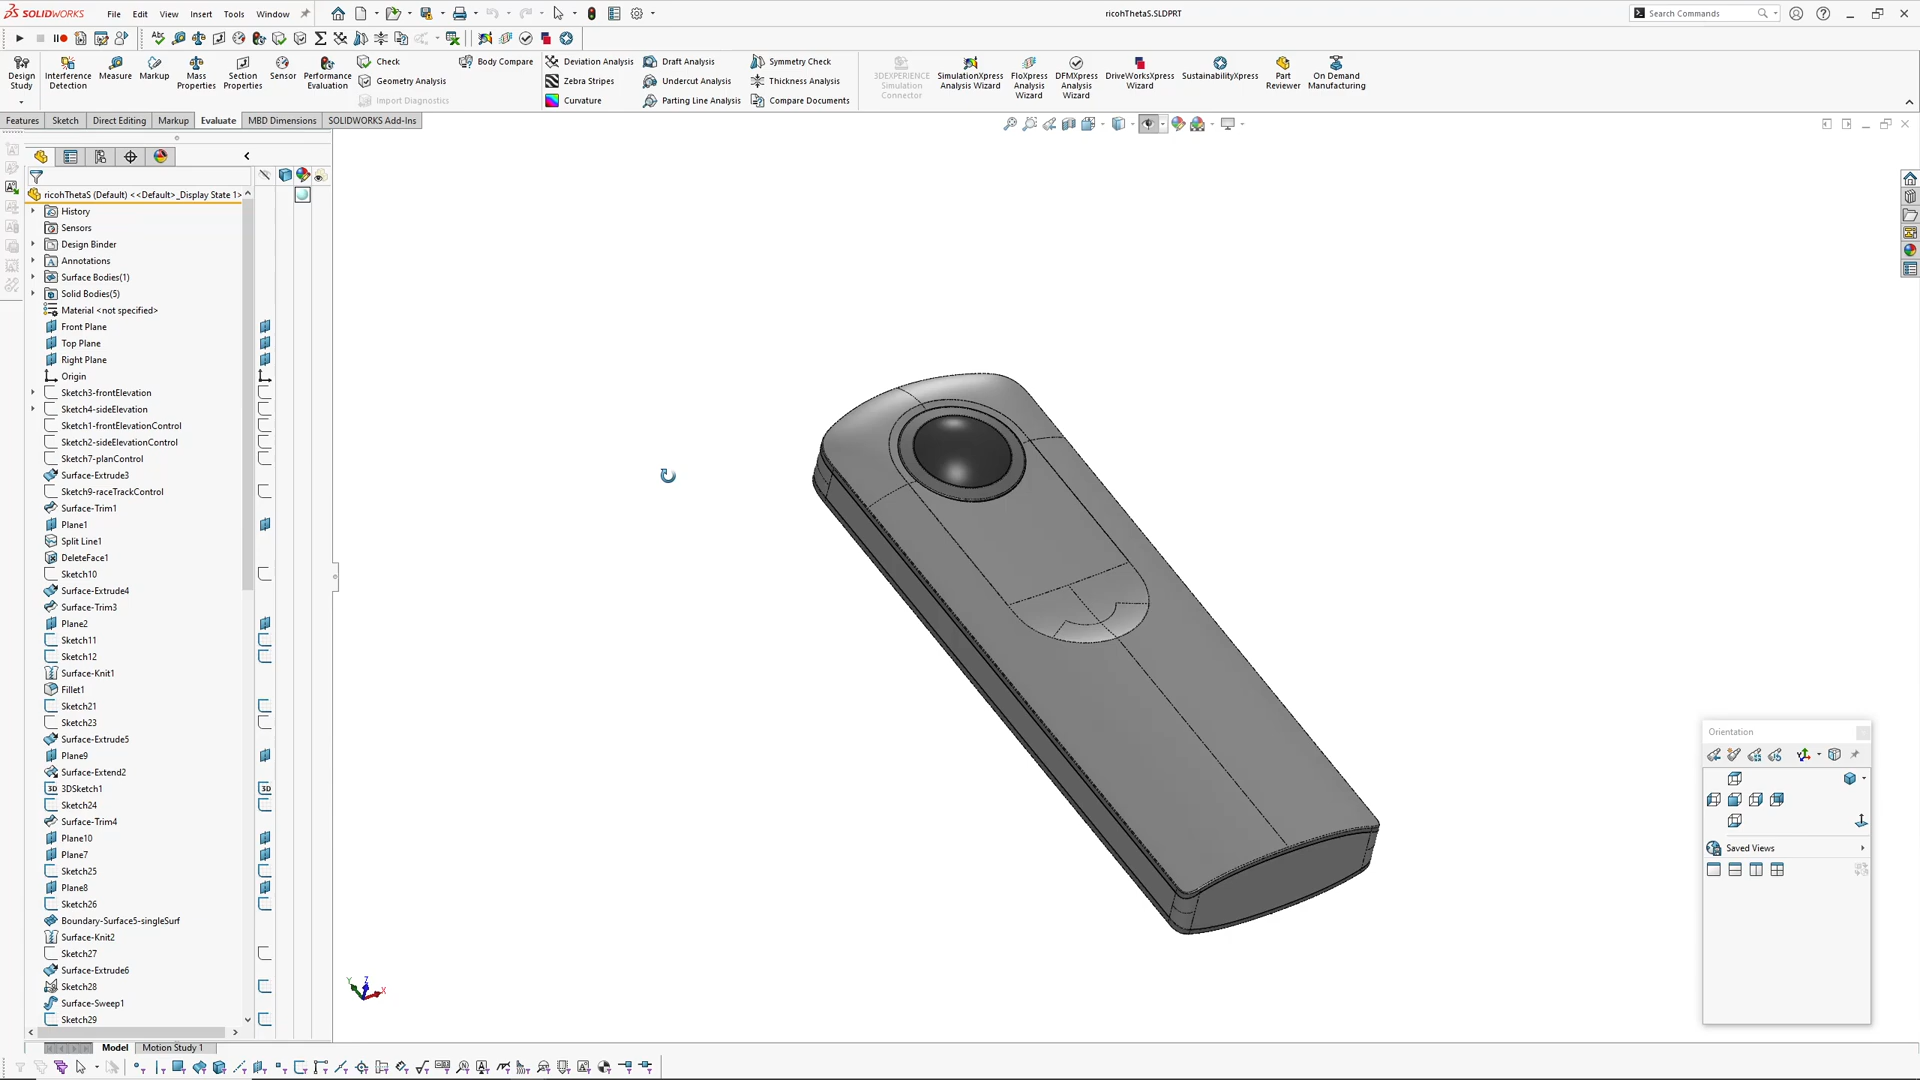 SOLIDWORKS File Edit View Insert Tools Window ricohThetaS.SLDPRT Search Commands
Design Study
Interference Detection
Measure
Markup
Mass Properties
Section Properties
Sensor
Performance Evaluation
Check
Geometry Analysis
Import Diagnostics
Body Compare
Deviation Analysis
Zebra Stripes
Curvature
Draft Analysis
Undercut Analysis
Parting Line Analysis
Symmetry Check
Thickness Analysis
Compare Documents
3DEXPERIENCE Simulation Connector
SimulationXpress Analysis Wizard
FloXpress Analysis Wizard
DFMXpress Analysis Wizard
DriveWorksXpress Wizard
SustainabilityXpress
Part Reviewer
On Demand Manufacturing
Features Sketch Direct Editing Markup Evaluate MBD Dimensions SOLIDWORKS Add-Ins
ricohThetaS (Default) <<Default>_Display State 1>
History
Sensors
Design Binder
Annotations
Surface Bodies(1)
Solid Bodies(5)
Material <not specified>
Front Plane
Top Plane
Right Plane
Origin
Sketch3-frontElevation
Sketch4-sideElevation
Sketch1-frontElevationControl
Sketch2-sideElevationControl
Sketch7-planControl
Surface-Extrude3
Sketch9-raceTrackControl
Surface-Trim1
Plane1
Split Line1
DeleteFace1
Sketch10
Surface-Extrude4
Surface-Trim3
Plane2
Sketch11
Sketch12
Surface-Knit1
Fillet1
Sketch21
Sketch23
Surface-Extrude5
Plane9
Surface-Extend2
3D 3DSketch1 3D
Sketch24
Surface-Trim4
Plane10
Plane7
Sketch25
Plane8
Sketch26
Boundary-Surface5-singleSurf
Surface-Knit2
Sketch27
Surface-Extrude6
Sketch28
Surface-Sweep1
Sketch29
Y Z X
Orientation
Saved Views
Model Motion Study 1